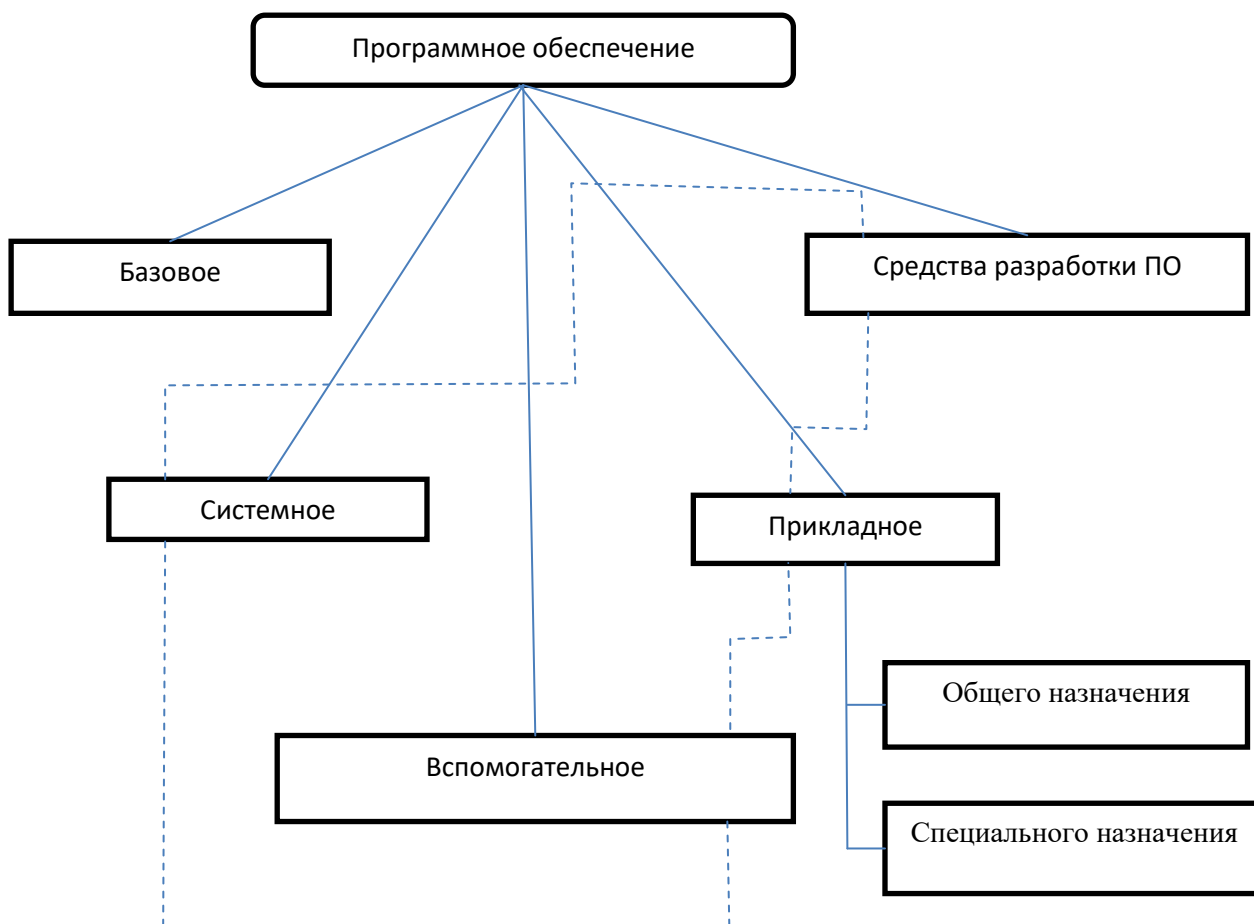 Программное обеспечение
Базовое
Средства разработки ПО
Системное
Прикладное
Общего назначения
Вспомогательное
Специального назначения